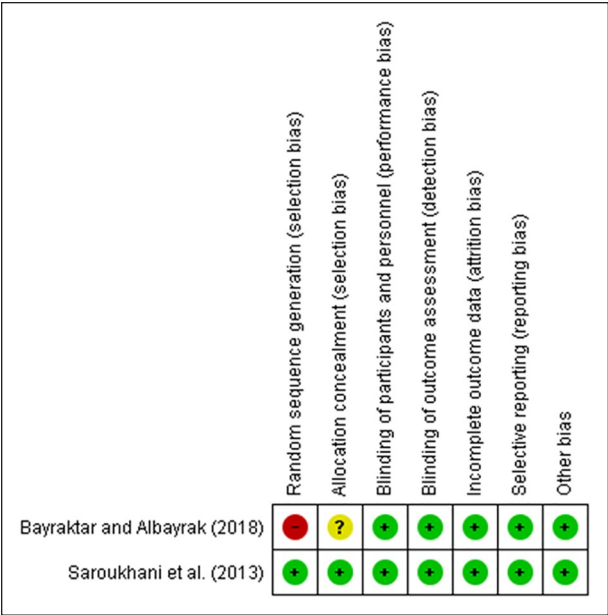 Random sequence generation (selection bias)
Allocation concealment (selection bias)
Blinding of participants and personnel (performance bias)
Blinding of outcome assessment (detection bias)
Incomplete outcome data (attrition bias)
Selective reporting (reporting bias)
Other bias
Bayraktar and Albayrak (2018) - ? + + + + +
Saroukhani et al. (2013) + + + + + + +